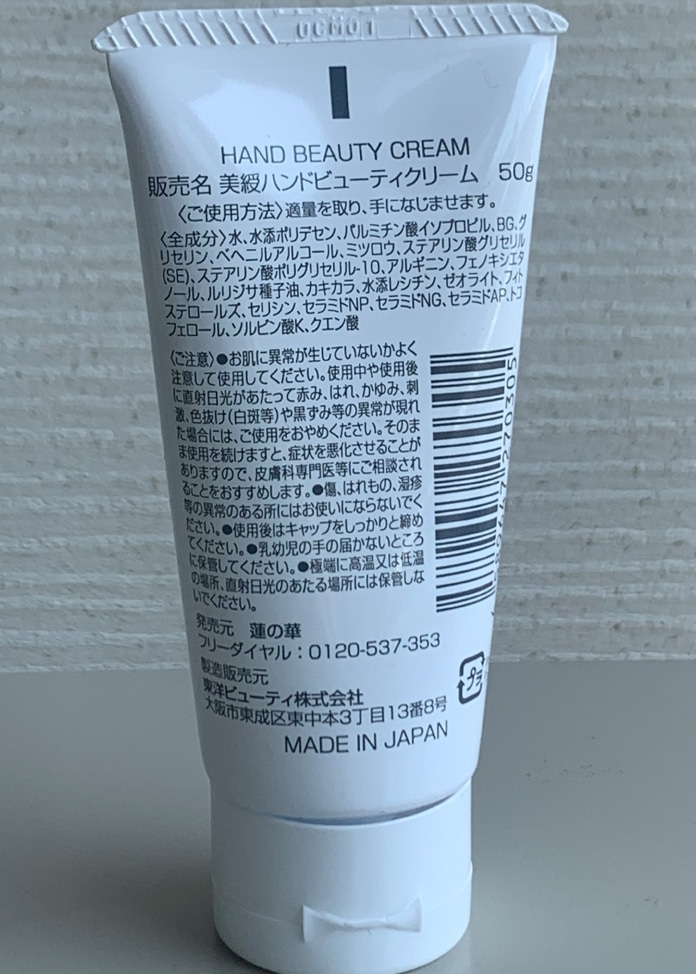 OCM01
HAND BEAUTY CREAM
販売名 美綬ハンドビューティクリーム 50g
〈ご使用方法〉適量を取り、手になじませます。
〈全成分〉水、水添ポリデセン、パルミチン酸イソプロピル、BG、グ
リセリン、ベヘニルアルコール、ミツロウ、ステアリン酸グリセリル
(SE)、ステアリン酸ポリグリセリル-10、アルギニン、フェノキシエタ
ノール、ルリジサ種子油、カキカラ、水添レシチン、ゼオライト、フィト
ステロールズ、セリシン、セラミドNP、セラミドNG、セラミドAP、トコ
フェロール、ソルビン酸K、クエン酸
〈ご注意〉●お肌に異常が生じていないかよく
注意して使用してください。使用中や使用後
に直射日光があたって赤み、はれ、かゆみ、刺
激、色抜け(白斑等)や黒ずみ等の異常が現れ
た場合には、ご使用をおやめください。そのま
ま使用を続けますと、症状を悪化させることが
ありますので、皮膚科専門医等にご相談され
ることをおすすめします。●傷、はれもの、湿疹
等の異常のある所にはお使いにならないでく
ださい。●使用後はキャップをしっかりと締め
てください。●乳幼児の手の届かないところ
に保管してください。●極端に高温又は低温
の場所、直射日光のあたる場所には保管しな
いでください。
発売元 蓮の華
フリーダイヤル：0120-537-353
製造販売元
東洋ビューティ株式会社
大阪市東成区東中本3丁目13番8号
プラ
MADE IN JAPAN